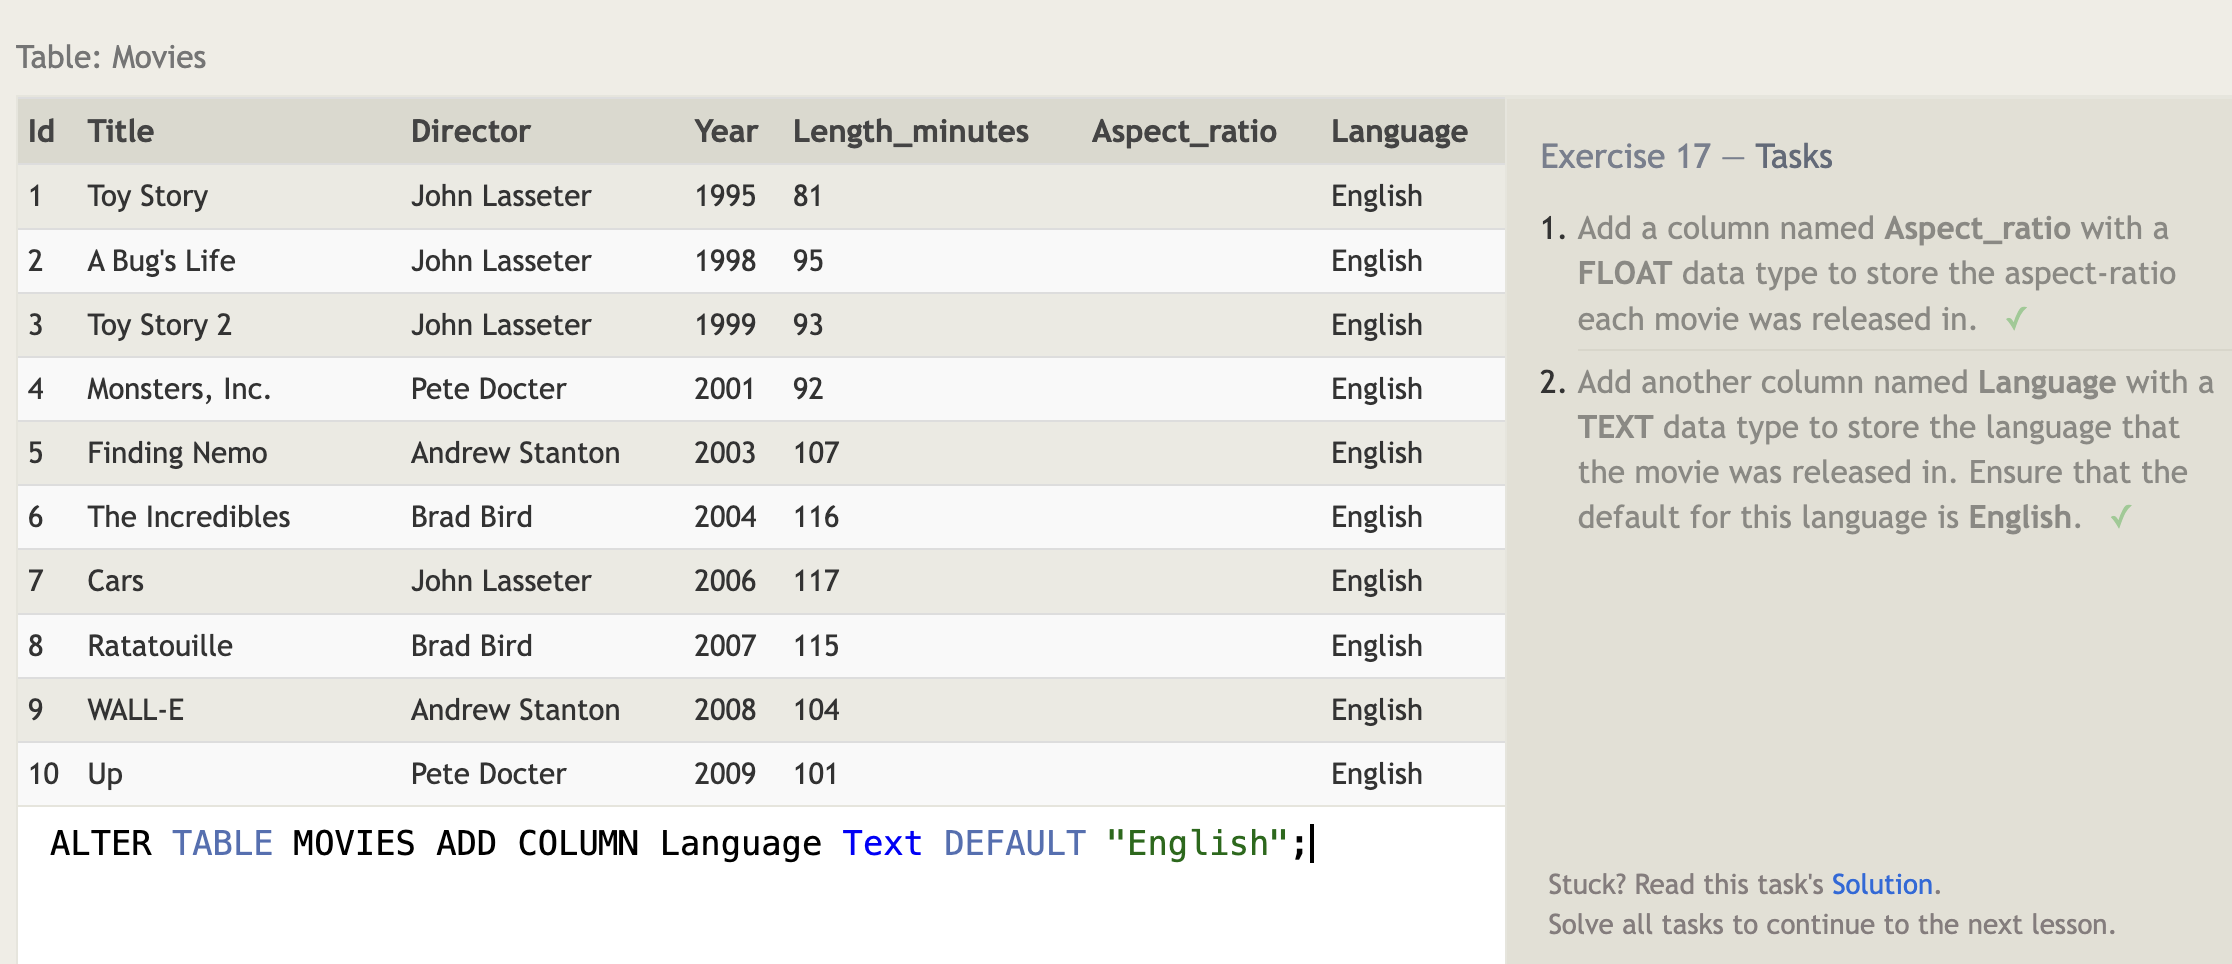 Table: Movies
Id Title Director Year Length_minutes Aspect_ratio Language
1 Toy Story John Lasseter 1995 81 English
2 A Bug's Life John Lasseter 1998 95 English
3 Toy Story 2 John Lasseter 1999 93 English
4 Monsters, Inc. Pete Docter 2001 92 English
5 Finding Nemo Andrew Stanton 2003 107 English
6 The Incredibles Brad Bird 2004 116 English
7 Cars John Lasseter 2006 117 English
8 Ratatouille Brad Bird 2007 115 English
9 WALL-E Andrew Stanton 2008 104 English
10 Up Pete Docter 2009 101 English
ALTER TABLE MOVIES ADD COLUMN Language Text DEFAULT "English";
Exercise 17 — Tasks
1. Add a column named Aspect_ratio with a
FLOAT data type to store the aspect-ratio
each movie was released in. ✓
2. Add another column named Language with a
TEXT data type to store the language that
the movie was released in. Ensure that the
default for this language is English. ✓
Stuck? Read this task's Solution.
Solve all tasks to continue to the next lesson.